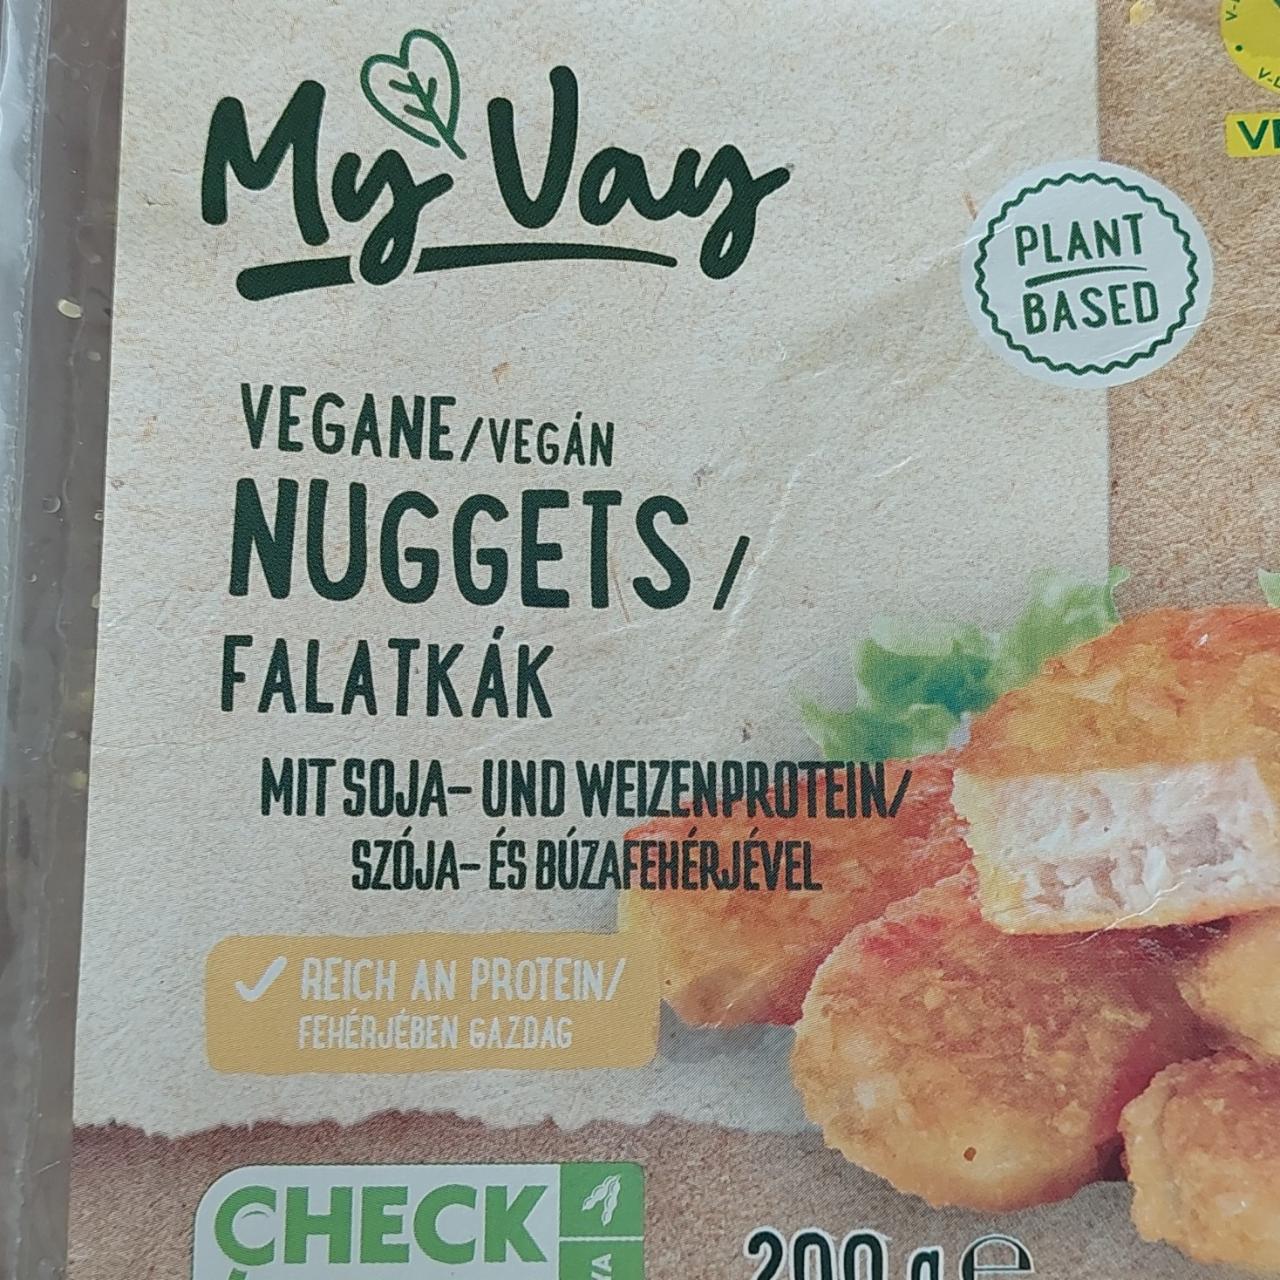 My Vay
PLANT
BASED
VEGANE/VEGÁN
NUGGETS/
FALATKÁK
MIT SOJA- UND WEIZENPROTEIN/
SZÓJA- ÉS BÚZAFEHÉRJÉVEL
REICH AN PROTEIN/
FEHÉRJÉBEN GAZDAG
CHECK
200 g e